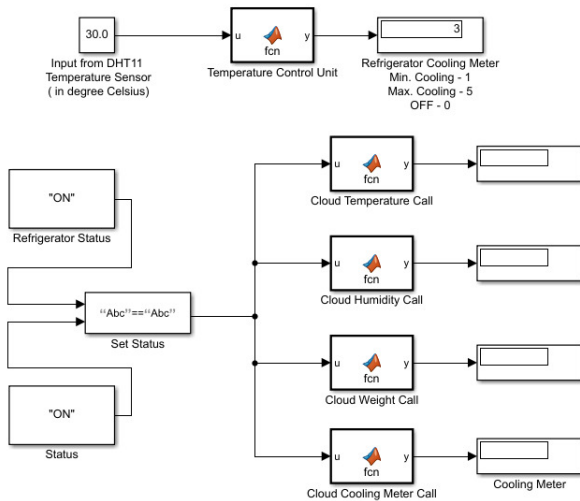 30.0
u
y
fcn
3
Input from DHT11
Temperature Sensor
( in degree Celsius)
Temperature Control Unit
Refrigerator Cooling Meter
Min. Cooling - 1
Max. Cooling - 5
OFF - 0
"ON"
Refrigerator Status
u
y
fcn
Cloud Temperature Call
u
y
fcn
Cloud Humidity Call
"Abc"=="Abc"
Set Status
u
y
fcn
Cloud Weight Call
"ON"
Status
u
y
fcn
Cloud Cooling Meter Call
Cooling Meter